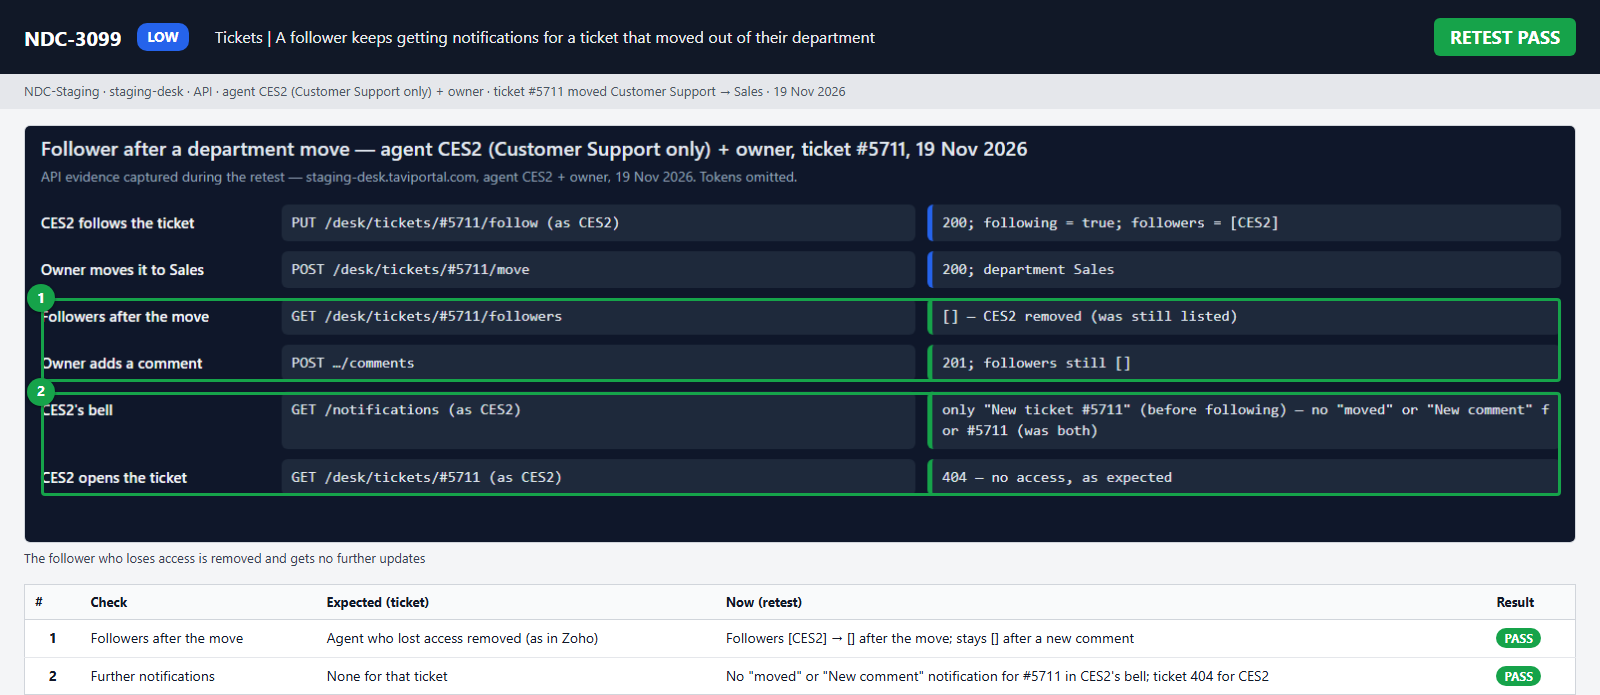 NDC-3099 LOW Tickets | A follower keeps getting notifications for a ticket that moved out of their department RETEST PASS
NDC-Staging · staging-desk · API · agent CES2 (Customer Support only) + owner · ticket #5711 moved Customer Support → Sales · 19 Nov 2026
Follower after a department move — agent CES2 (Customer Support only) + owner, ticket #5711, 19 Nov 2026
API evidence captured during the retest — staging-desk.taviportal.com, agent CES2 + owner, 19 Nov 2026. Tokens omitted.
CES2 follows the ticket PUT /desk/tickets/#5711/follow (as CES2) 200; following = true; followers = [CES2]
Owner moves it to Sales POST /desk/tickets/#5711/move 200; department Sales
1
Followers after the move GET /desk/tickets/#5711/followers [] — CES2 removed (was still listed)
Owner adds a comment POST …/comments 201; followers still []
2
CES2's bell GET /notifications (as CES2) only "New ticket #5711" (before following) — no "moved" or "New comment" f
or #5711 (was both)
CES2 opens the ticket GET /desk/tickets/#5711 (as CES2) 404 — no access, as expected
The follower who loses access is removed and gets no further updates
# Check Expected (ticket) Now (retest) Result
1 Followers after the move Agent who lost access removed (as in Zoho) Followers [CES2] → [] after the move; stays [] after a new comment PASS
2 Further notifications None for that ticket No "moved" or "New comment" notification for #5711 in CES2's bell; ticket 404 for CES2 PASS